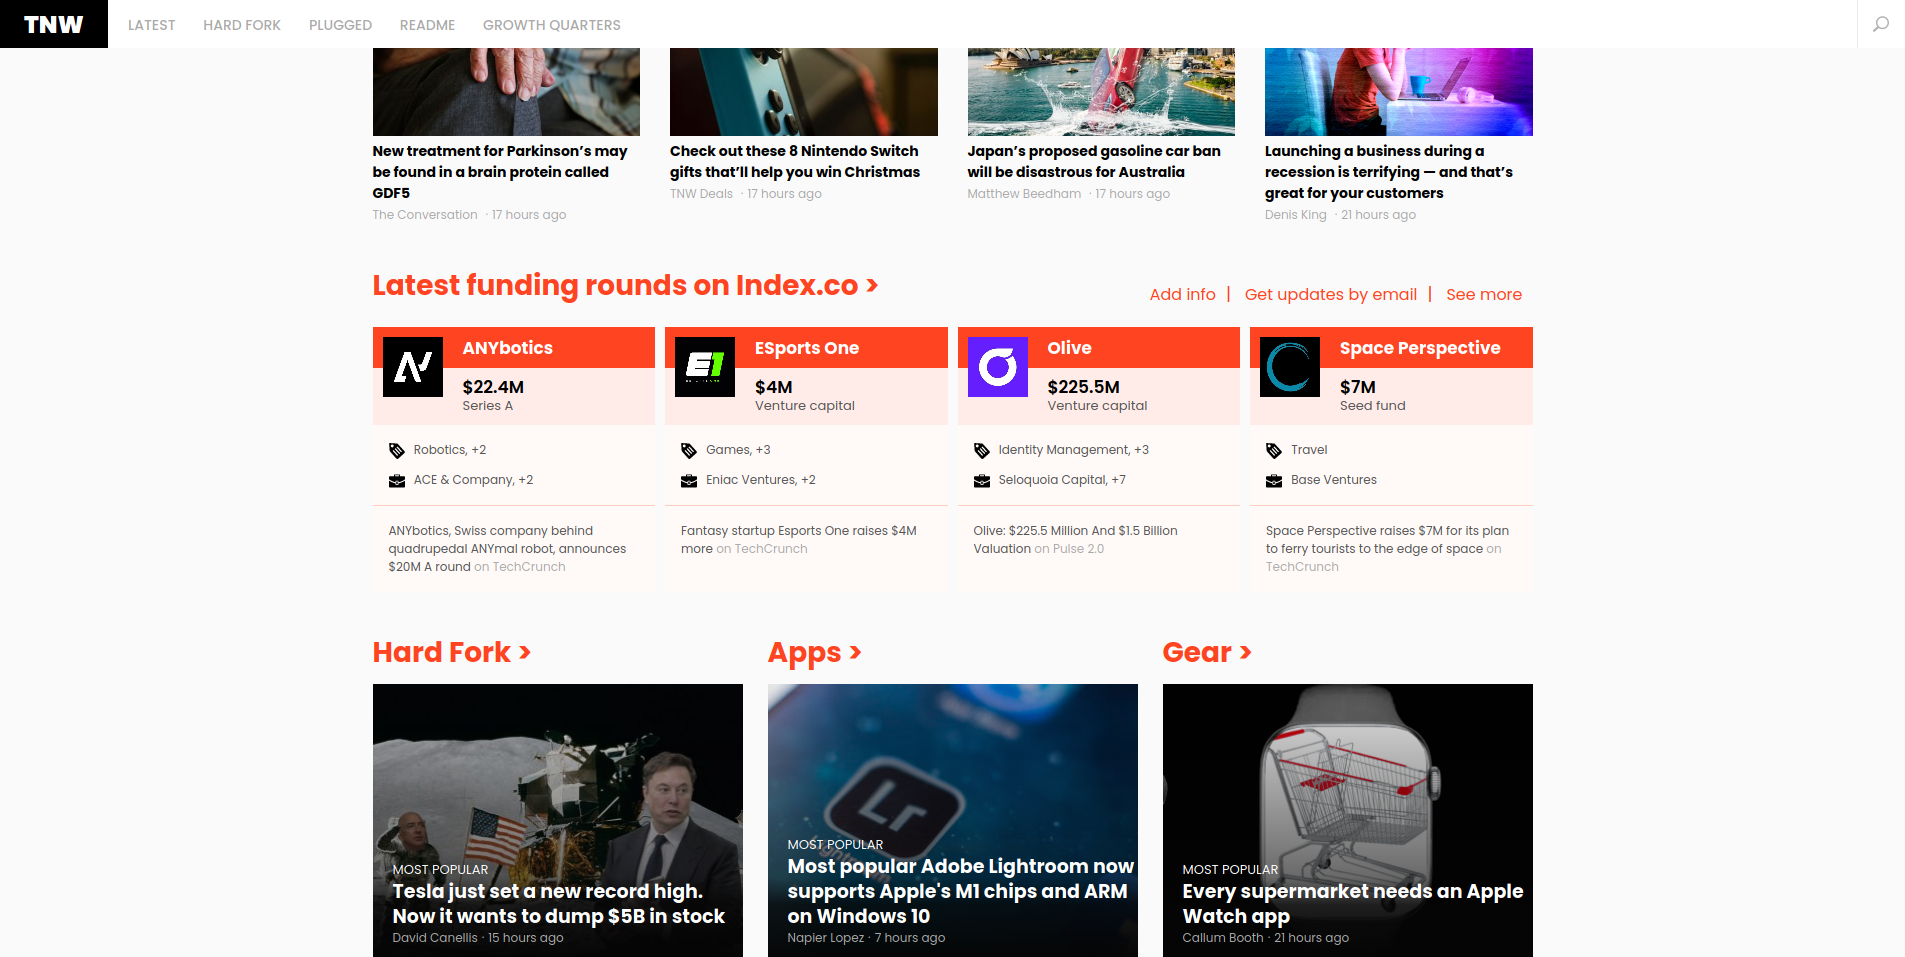 TNW
LATEST
HARD FORK
PLUGGED
README
GROWTH QUARTERS
New treatment for Parkinson's may
be found in a brain protein called
GDF5
The Conversation · 17 hours ago
Check out these 8 Nintendo Switch
gifts that'll help you win Christmas
TNW Deals · 17 hours ago
Japan's proposed gasoline car ban
will be disastrous for Australia
Matthew Beedham · 17 hours ago
Launching a business during a
recession is terrifying — and that's
great for your customers
Denis King · 21 hours ago
Latest funding rounds on Index.co >
Add info | Get updates by email | See more
ANYbotics
$22.4M
Series A
Robotics, +2
ACE & Company, +2
ANYbotics, Swiss company behind
quadrupedal ANYmal robot, announces
$20M A round on TechCrunch
E1
ESports One
$4M
Venture capital
Games, +3
Eniac Ventures, +2
Fantasy startup Esports One raises $4M
more on TechCrunch
Olive
$225.5M
Venture capital
Identity Management, +3
Seloquoia Capital, +7
Olive: $225.5 Million And $1.5 Billion
Valuation on Pulse 2.0
Space Perspective
$7M
Seed fund
Travel
Base Ventures
Space Perspective raises $7M for its plan
to ferry tourists to the edge of space on
TechCrunch
Hard Fork >
MOST POPULAR
Tesla just set a new record high.
Now it wants to dump $5B in stock
David Canellis · 15 hours ago
Apps >
Lr
MOST POPULAR
Most popular Adobe Lightroom now
supports Apple's M1 chips and ARM
on Windows 10
Napier Lopez · 7 hours ago
Gear >
MOST POPULAR
Every supermarket needs an Apple
Watch app
Callum Booth · 21 hours ago